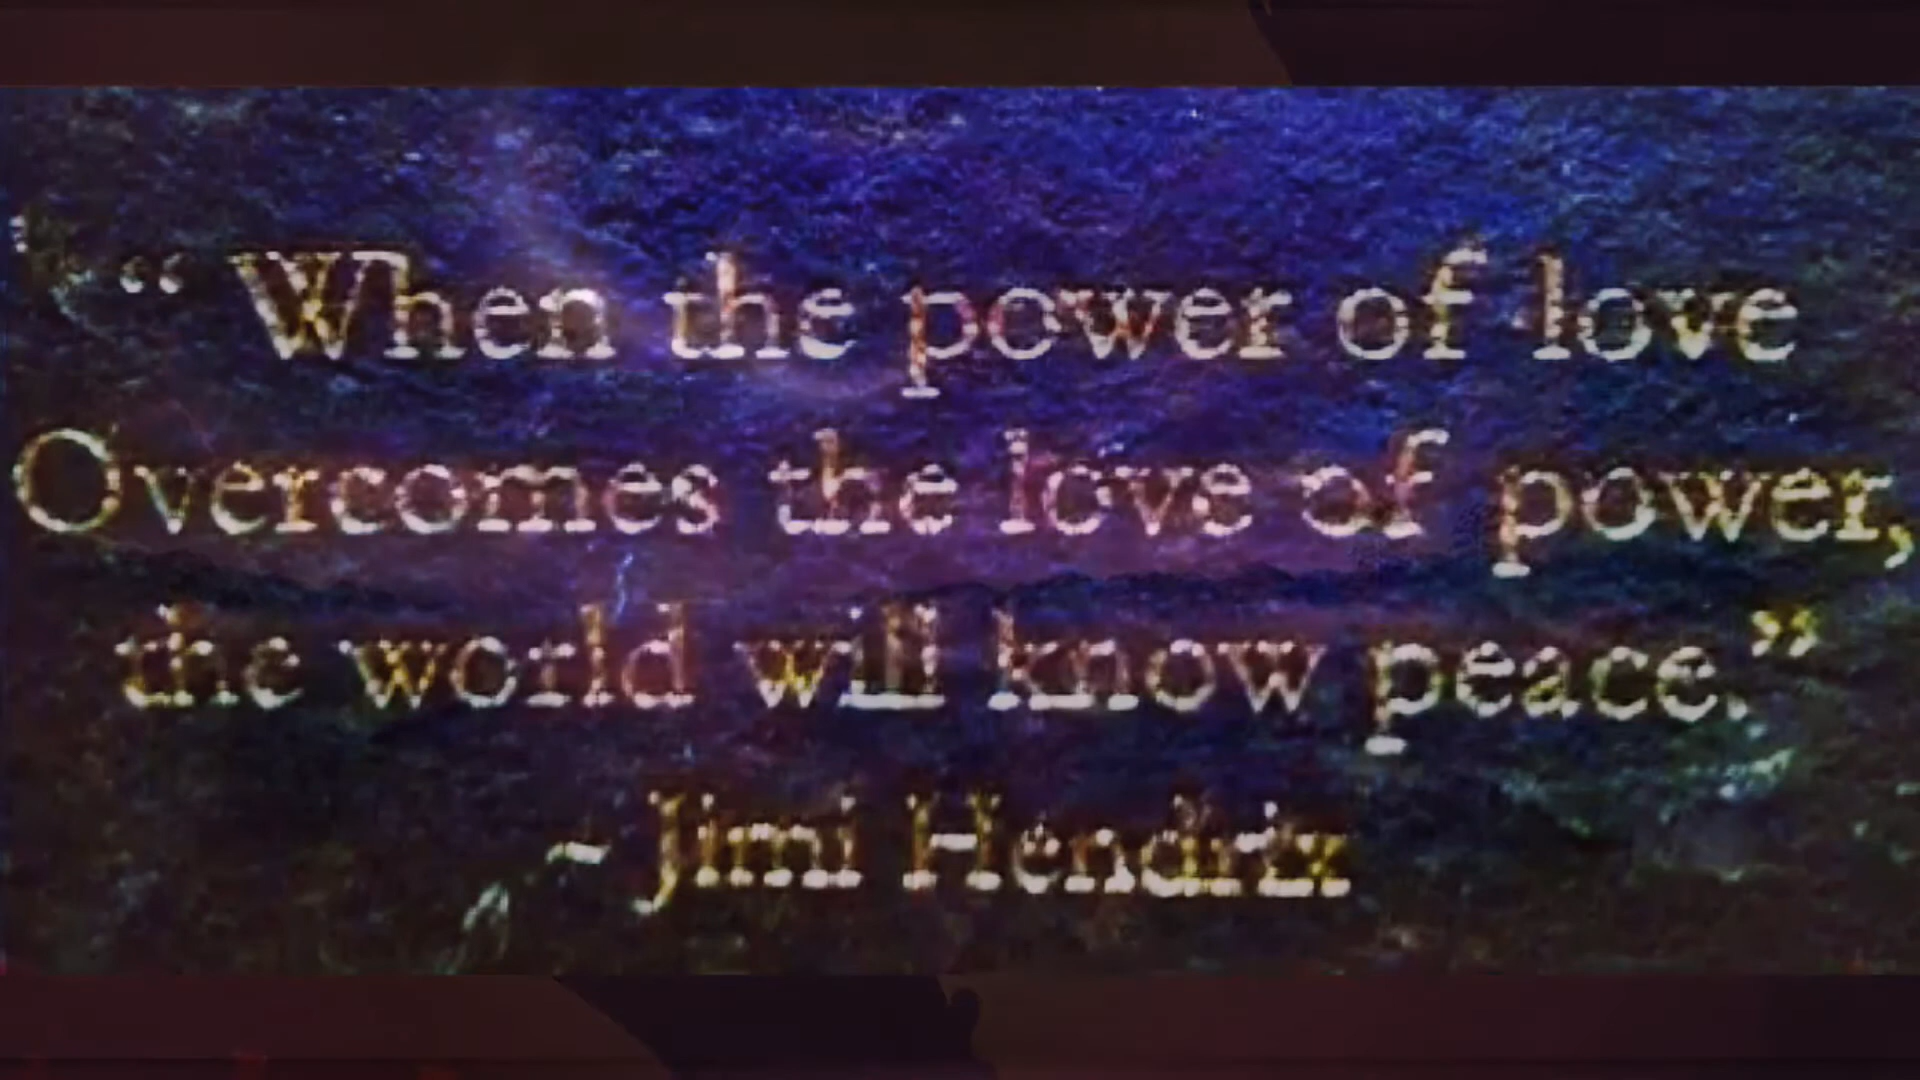 “ When the power of love
Overcomes the love of power,
the world will know peace.”
~ Jimi Hendrix